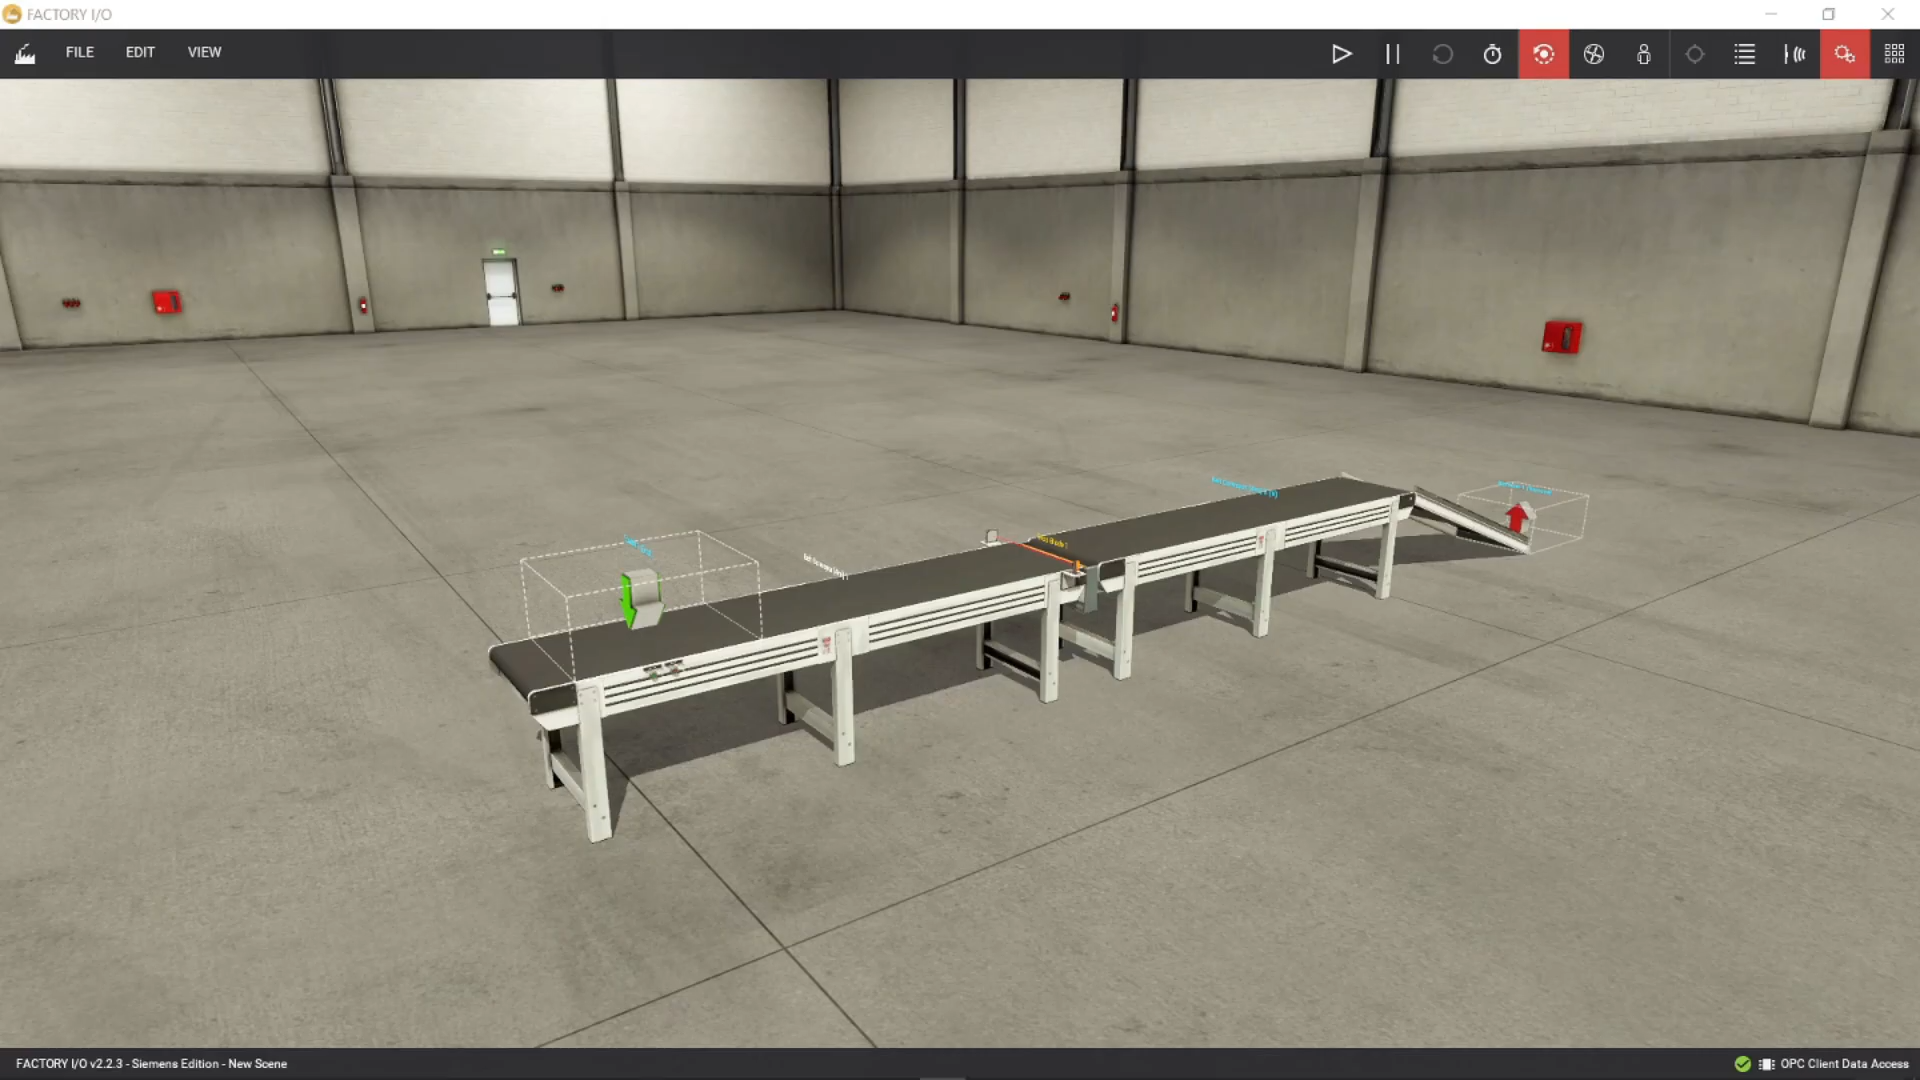 FACTORY I/O
FILE EDIT VIEW
FACTORY I/O v2.2.3 - Siemens Edition - New Scene
OPC Client Data Access